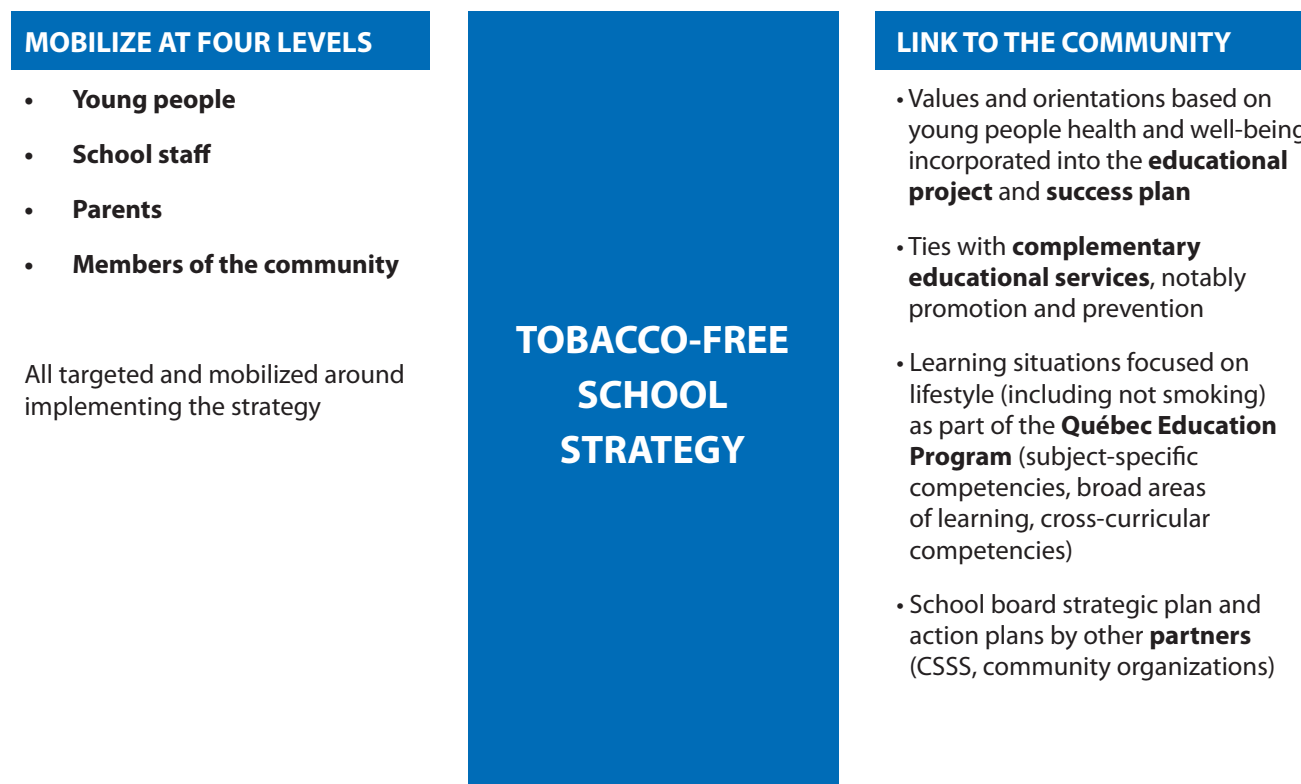 MOBILIZE AT FOUR LEVELS
• Young people
• School staff
• Parents
• Members of the community
All targeted and mobilized around
implementing the strategy
TOBACCO-FREE
SCHOOL
STRATEGY
LINK TO THE COMMUNITY
• Values and orientations based on
young people health and well-being
incorporated into the educational
project and success plan
• Ties with complementary
educational services, notably
promotion and prevention
• Learning situations focused on
lifestyle (including not smoking)
as part of the Québec Education
Program (subject-specific
competencies, broad areas
of learning, cross-curricular
competencies)
• School board strategic plan and
action plans by other partners
(CSSS, community organizations)